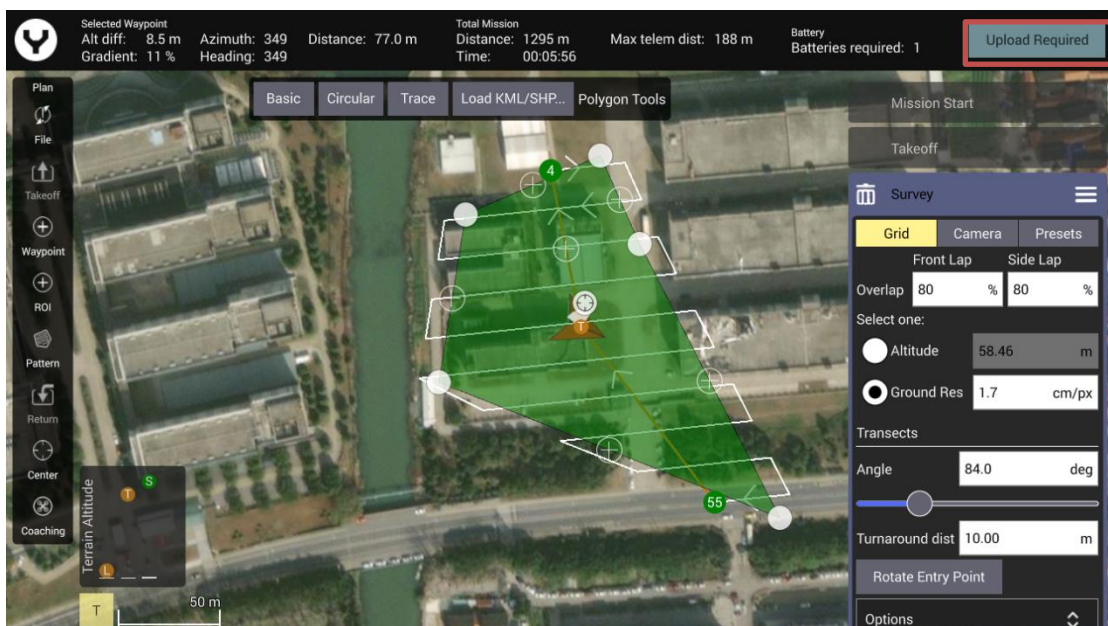 Selected Waypoint
Alt diff: 8.5 m Azimuth: 349 Distance: 77.0 m
Gradient: 11 % Heading: 349
Total Mission
Distance: 1295 m Max telem dist: 188 m
Time: 00:05:56
Battery
Batteries required: 1
Upload Required
Plan
File
Takeoff
Waypoint
ROI
Pattern
Return
Center
Coaching
Basic Circular Trace Load KML/SHP... Polygon Tools
Mission Start
Takeoff
4
T
55
Terrain Altitude
S
T
L
T
50 m
Survey
Grid Camera Presets
Front Lap Side Lap
Overlap 80 % 80 %
Select one:
Altitude 58.46 m
Ground Res 1.7 cm/px
Transects
Angle 84.0 deg
Turnaround dist 10.00 m
Rotate Entry Point
Options